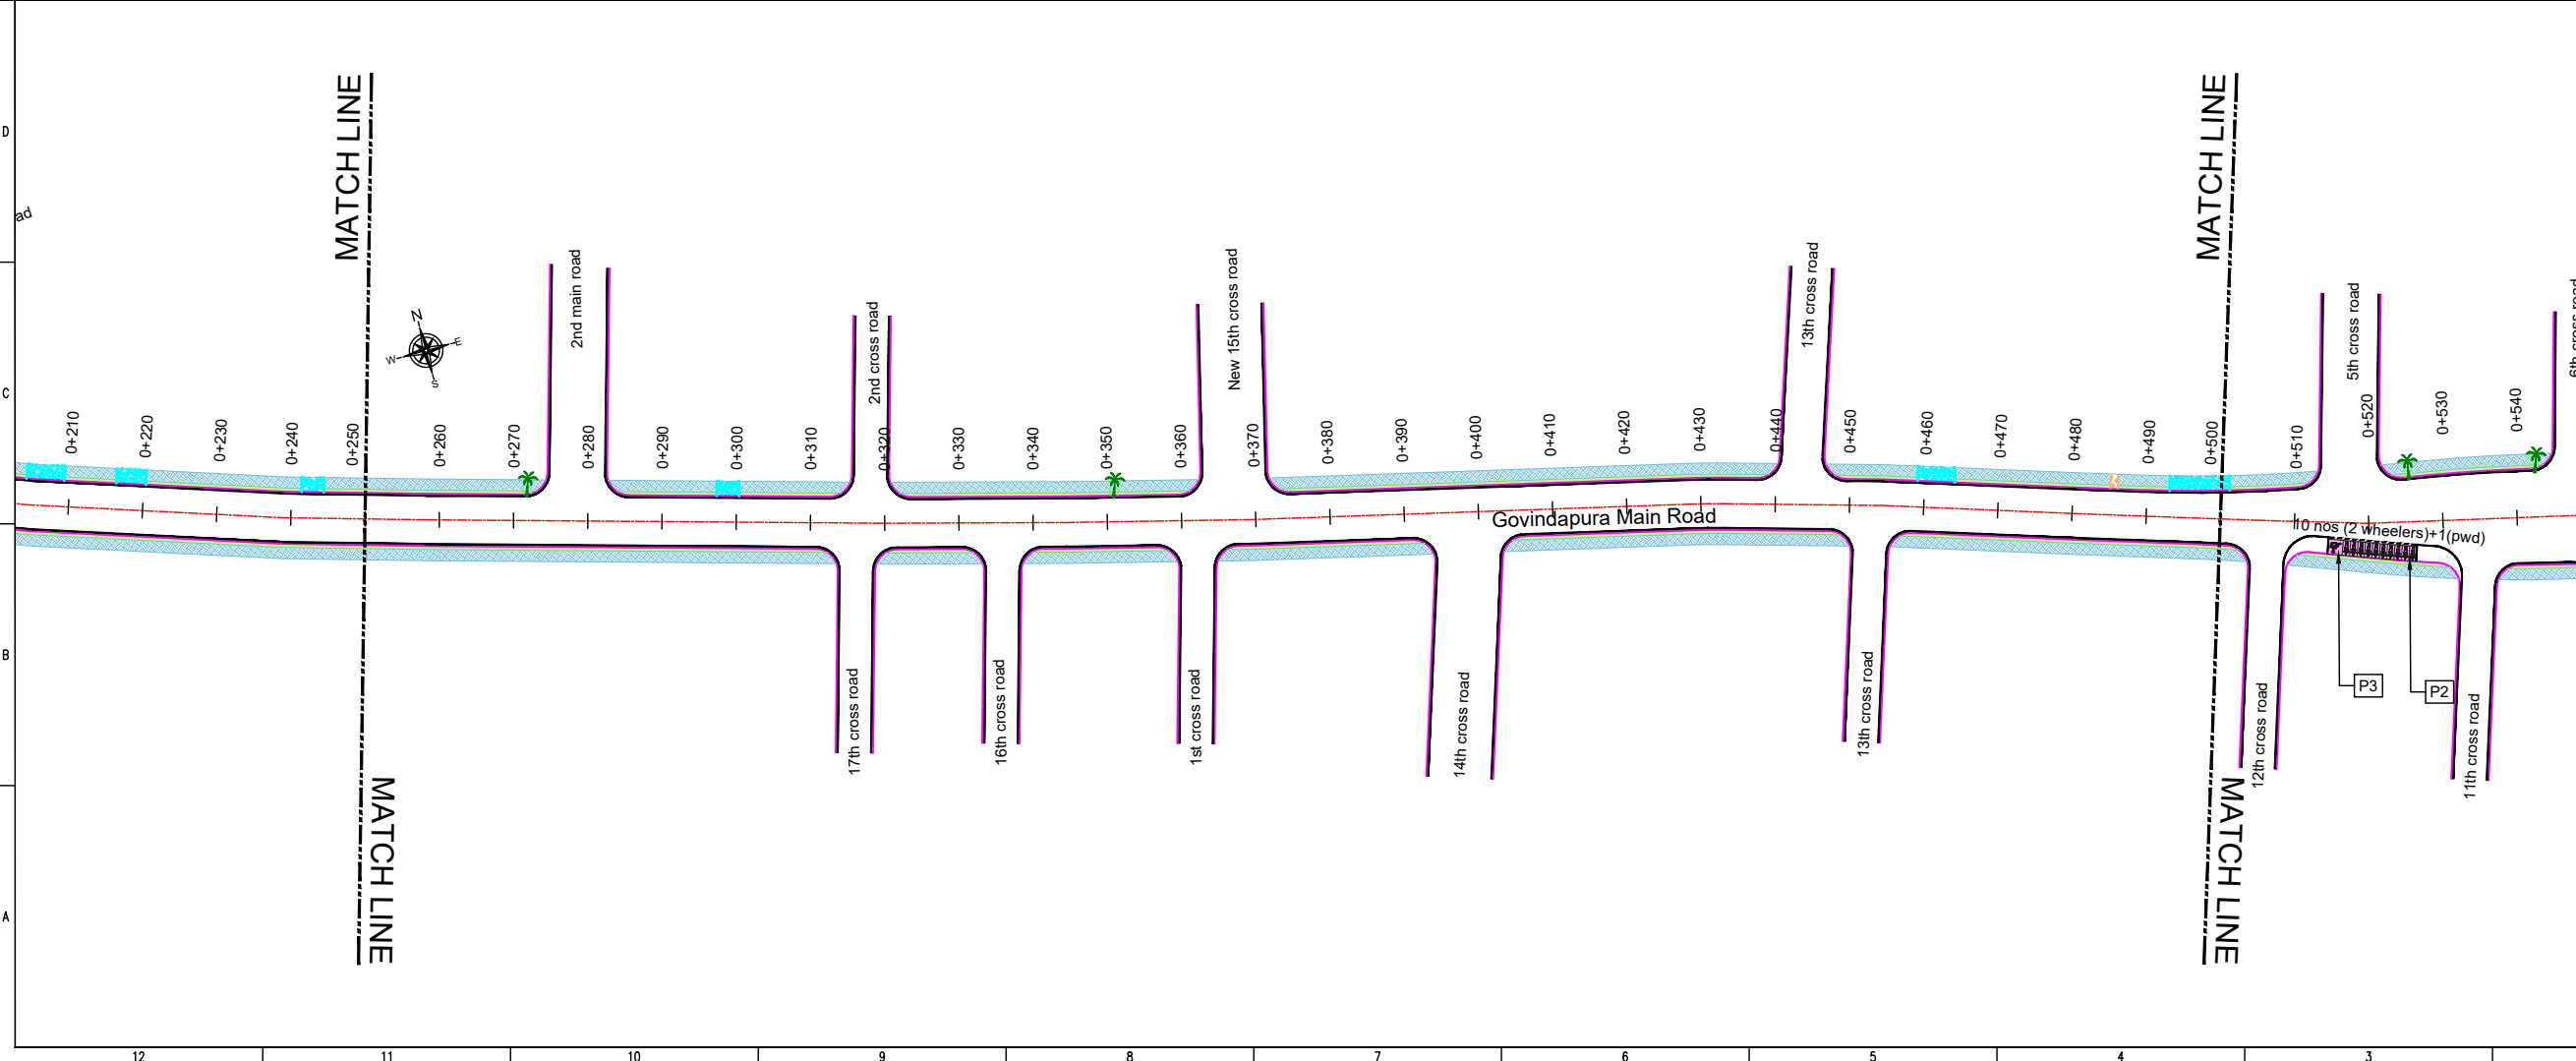 MATCH LINE
MATCH LINE
D
ad
2nd main road
2nd cross road
New 15th cross road
13th cross road
5th cross road
6th cross road
N
W
E
S
C
0+210
0+220
0+230
0+240
0+250
0+260
0+270
0+280
0+290
0+300
0+310
0+320
0+330
0+340
0+350
0+360
0+370
0+380
0+390
0+400
0+410
0+420
0+430
0+440
0+450
0+460
0+470
0+480
0+490
0+500
0+510
0+520
0+530
0+540
Govindapura Main Road
10 nos (2 wheelers)+1(pwd)
B
17th cross road
16th cross road
1st cross road
14th cross road
13th cross road
12th cross road
P3
P2
11th cross road
MATCH LINE
MATCH LINE
A
12
11
10
9
8
7
6
5
4
3